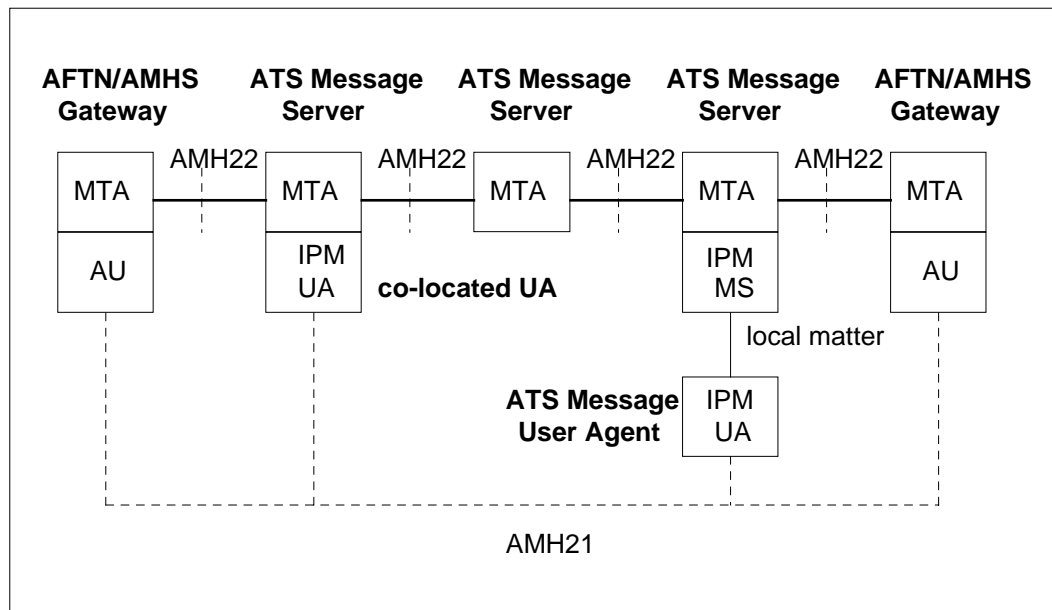 AFTN/AMHS ATS Message ATS Message ATS Message AFTN/AMHS
Gateway Server Server Server Gateway
AMH22 AMH22 AMH22 AMH22
MTA MTA MTA MTA MTA
AU IPM IPM AU
UA co-located UA MS
local matter
ATS Message IPM
User Agent UA
AMH21